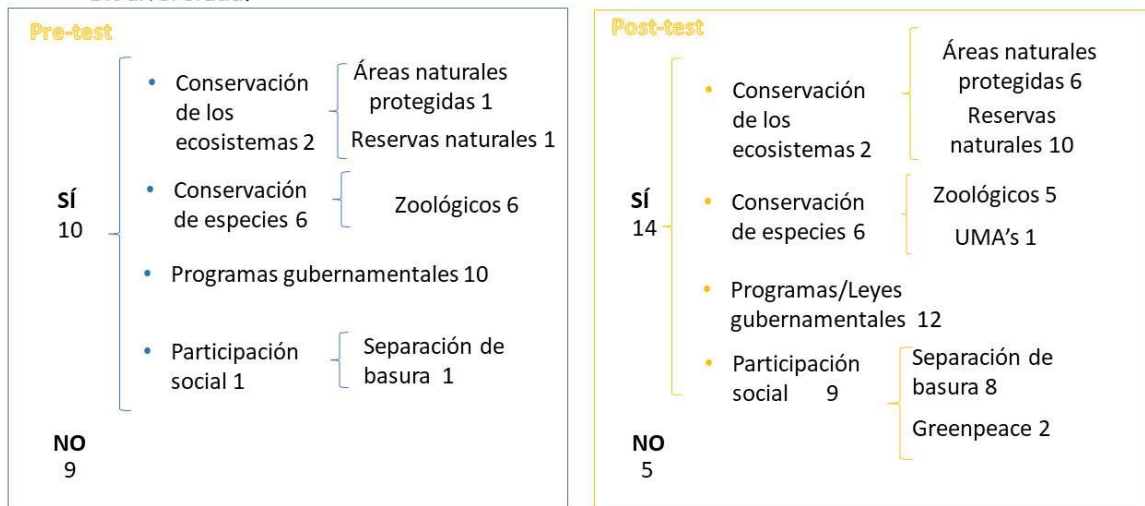 Pre-test
Conservación
de los
ecosistemas 2
Áreas naturales
protegidas 1
Reservas naturales 1
SÍ
10
Conservación
de especies 6
Zoológicos 6
Programas gubernamentales 10
Participación
social 1
Separación de
basura 1
NO
9
Post-test
Conservación
de los
ecosistemas 2
Áreas naturales
protegidas 6
Reservas
naturales 10
SÍ
14
Conservación
de especies 6
Zoológicos 5
UMA's 1
Programas/Leyes
gubernamentales 12
Participación
social 9
Separación de
basura 8
Greenpeace 2
NO
5